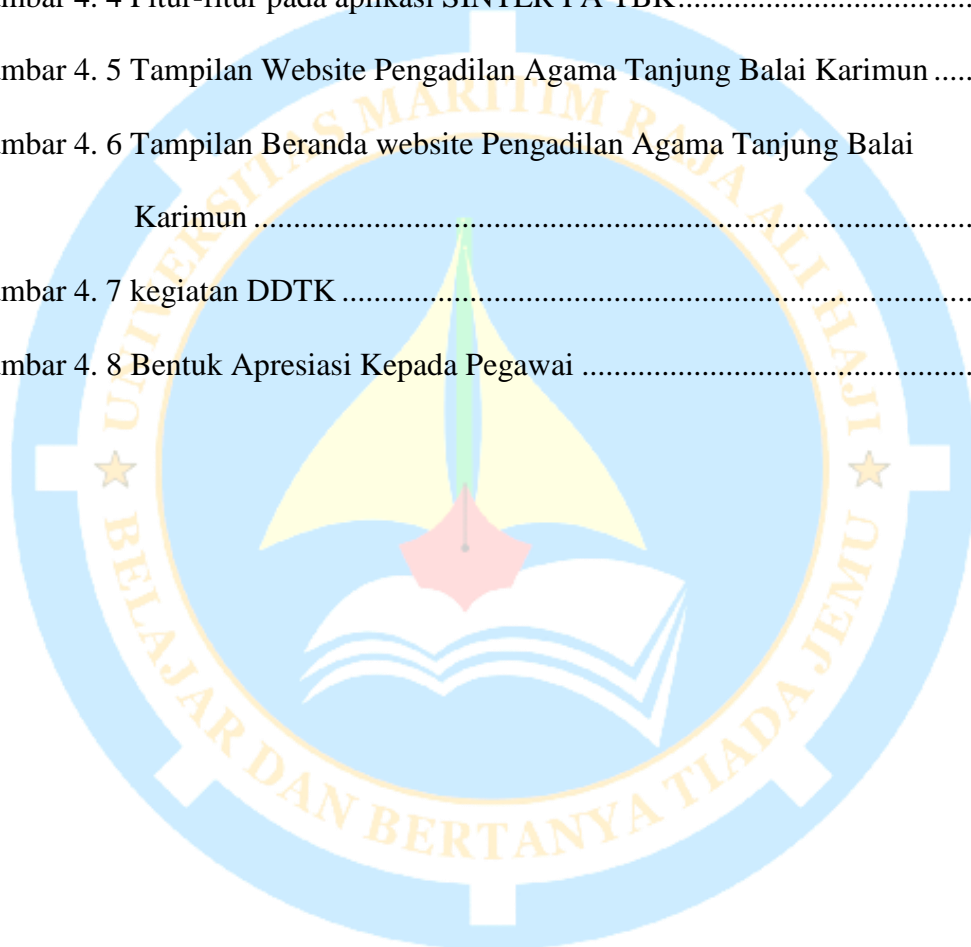 mbar 4. 4 Fitur-fitur pada aplikasi SINTER PA TBK
mbar 4. 5 Tampilan Website Pengadilan Agama Tanjung Balai Karimun .....
mbar 4. 6 Tampilan Beranda website Pengadilan Agama Tanjung Balai
Karimun ..........................................................................................
mbar 4. 7 kegiatan DDTK ...............................................................................
mbar 4. 8 Bentuk Apresiasi Kepada Pegawai .................................................
UNIVERSITAS MARITIM RAJA ALI HAJI
BELAJAR DAN BERTANYA TIADA JEMU